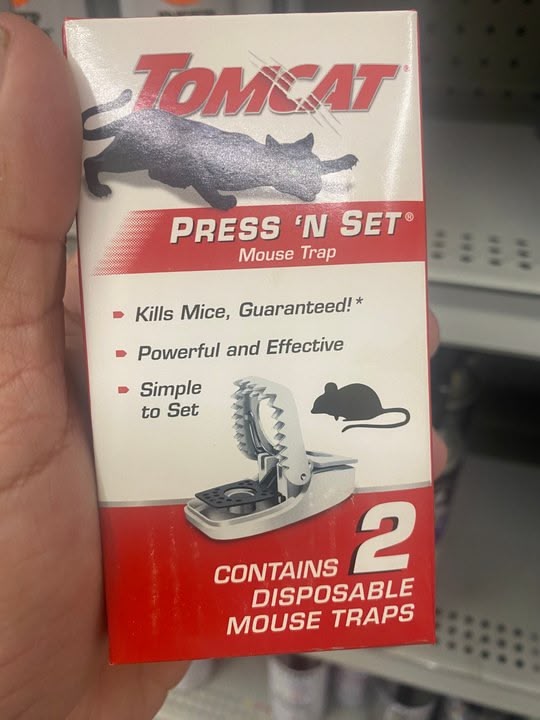 TOMCAT®
PRESS 'N SET®
Mouse Trap
Kills Mice, Guaranteed!*
Powerful and Effective
Simple
to Set
CONTAINS 2
DISPOSABLE
MOUSE TRAPS